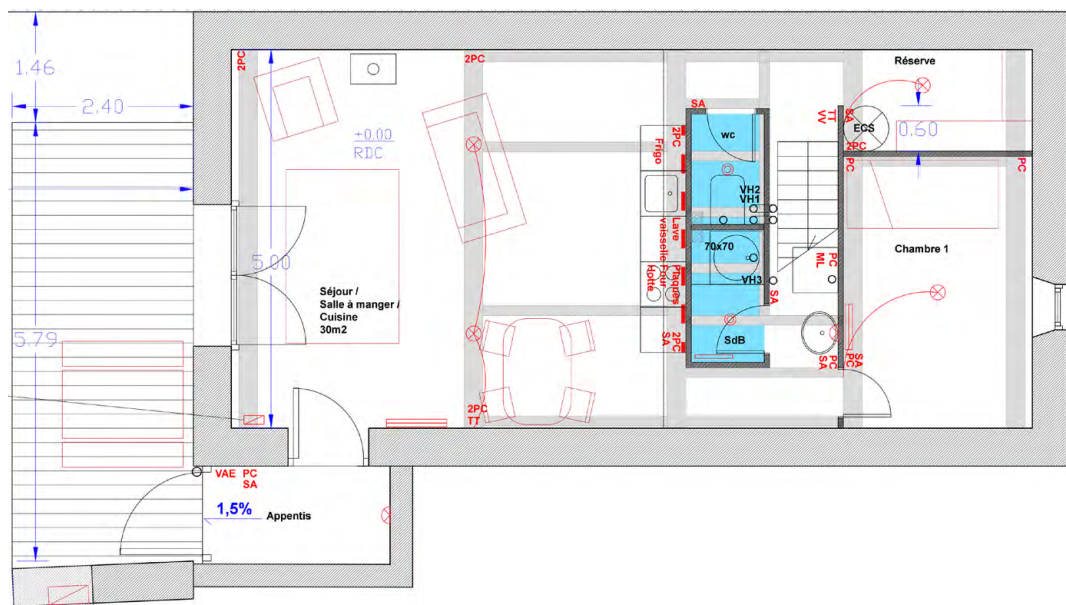 1.46
2.40
2PC
+0.00
RDC
2PC
SA
Réserve
wc
2PC
Frigo
TT
VV
SA
ECS
0.60
2PC
PC
PC
VH2
VH1
Lave
vaisselle
Four
70x70
VH3
Plaques
Hotte
Chambre 1
PC
ML
SA
5.00
Séjour /
Salle à manger /
Cuisine
30m2
5.79
2PC
SA
SdB
PC
SA
SA
PC
2PC
TT
VAE
PC
SA
1,5%
Appentis